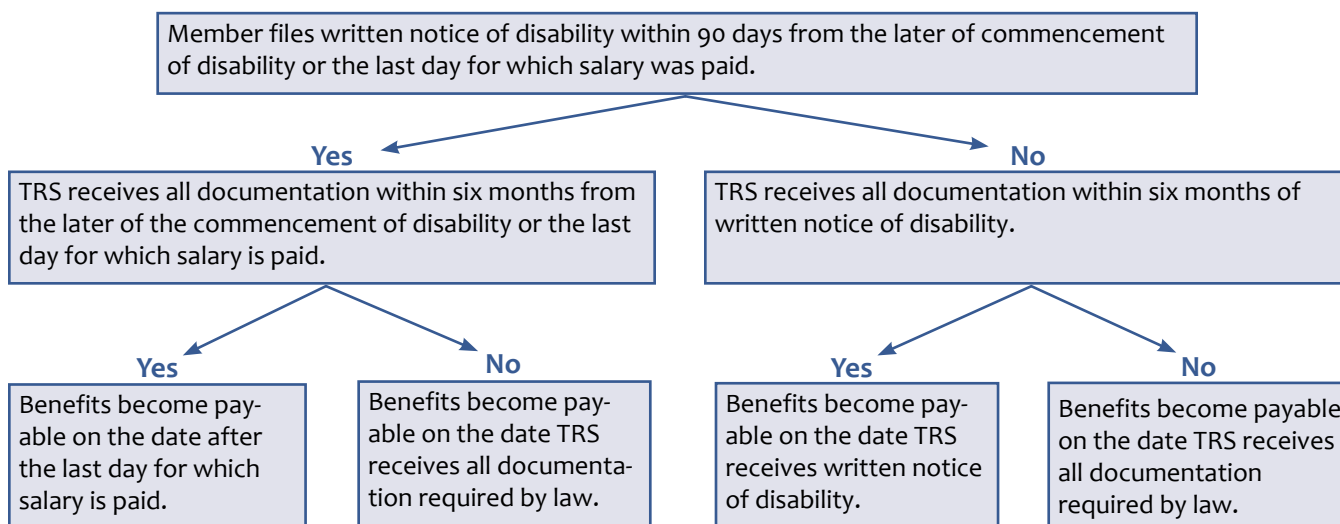 Member files written notice of disability within 90 days from the later of commencement
of disability or the last day for which salary was paid.
Yes
No
TRS receives all documentation within six months from
the later of the commencement of disability or the last
day for which salary is paid.
TRS receives all documentation within six months of
written notice of disability.
Yes
No
Yes
No
Benefits become pay-
able on the date after
the last day for which
salary is paid.
Benefits become pay-
able on the date TRS
receives all documenta-
tion required by law.
Benefits become pay-
able on the date TRS
receives written notice
of disability.
Benefits become payable
on the date TRS receives
all documentation
required by law.